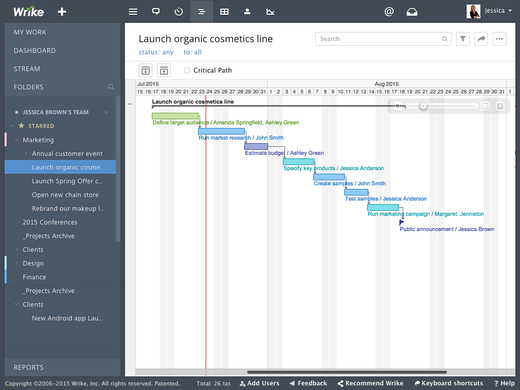 Wrike
@
Jessica
MY WORK
DASHBOARD
STREAM
FOLDERS
JESSICA BROWN'S TEAM
STARRED
Marketing
Annual customer event
Launch organic cosme...
Launch Spring Offer c...
Open new chain store
Rebrand our makeup l...
2015 Conferences
_Projects Archive
Clients
Design
Finance
_Projects Archive
Clients
New Android app Lau...
REPORTS
Launch organic cosmetics line
status: any to: all
Search
Critical Path
Jul 2015
Aug 2015
15 16 17 18 19 20 21 22 23 24 25 26 27 28 29 30 31 1 2 3 4 5 6 7 8 9 10 11 12 13 14 15 16 17 18 19 20 21 22 23 24 25 26 27 28 29 30 31 1
Launch organic cosmetics line
Define target audience / Amanda Springfield, Ashley Green
Run market research / John Smith
Estimate budget / Ashley Green
Specify key products / Jessica Anderson
Create samples / John Smith
Test samples / Jessica Anderson
Run marketing campaign / Margaret Jenniston
Public announcement / Jessica Brown
Copyright ©2006-2015 Wrike, Inc. All rights reserved. Patented.
Total: 26 tas
Add Users
Feedback
Recommend Wrike
Keyboard shortcuts
? Help